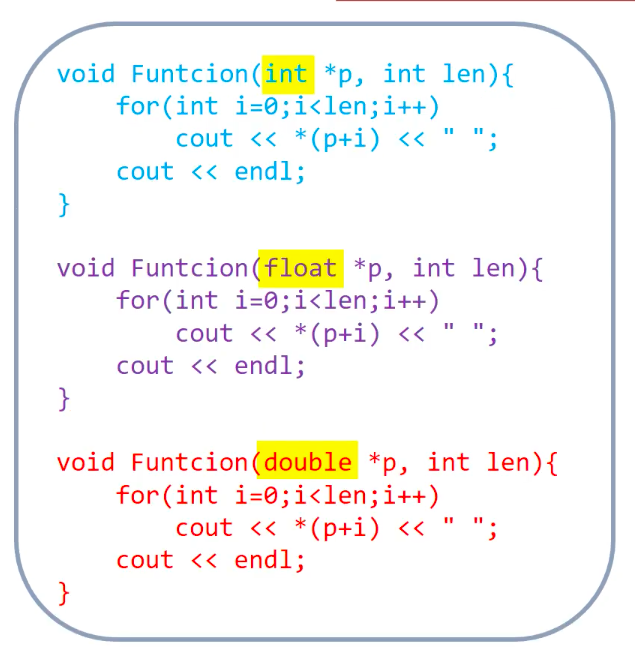 void Funtcion(int *p, int len){
    for(int i=0;i<len;i++)
        cout << *(p+i) << " ";
    cout << endl;
}
void Funtcion(float *p, int len){
    for(int i=0;i<len;i++)
        cout << *(p+i) << " ";
    cout << endl;
}
void Funtcion(double *p, int len){
    for(int i=0;i<len;i++)
        cout << *(p+i) << " ";
    cout << endl;
}